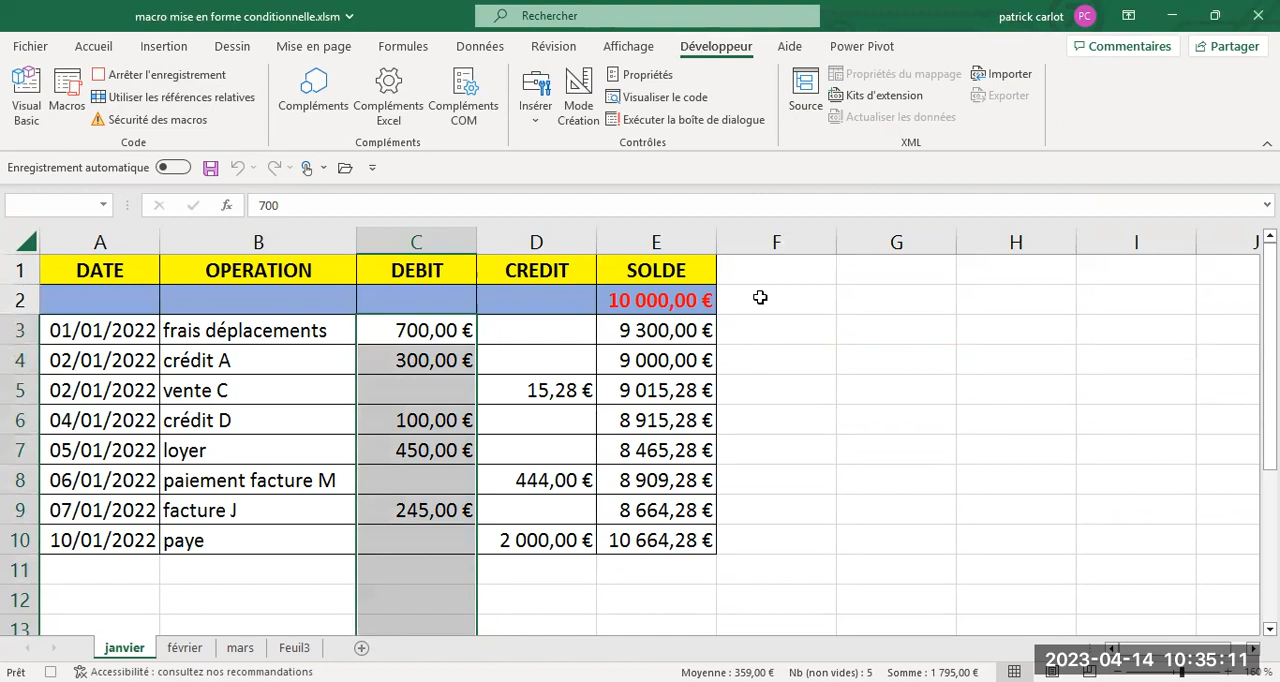 macro mise en forme conditionnelle.xlsm
Rechercher
patrick carlot
PC
Fichier
Accueil
Insertion
Dessin
Mise en page
Formules
Données
Révision
Affichage
Développeur
Aide
Power Pivot
Commentaires
Partager
Visual Basic
Macros
Arrêter l'enregistrement
Utiliser les références relatives
Sécurité des macros
Code
Compléments
Compléments Excel
Compléments COM
Compléments
Insérer
Mode Création
Propriétés
Visualiser le code
Exécuter la boîte de dialogue
Contrôles
Source
Propriétés du mappage
Kits d'extension
Actualiser les données
Importer
Exporter
XML
Enregistrement automatique
fx
700
A B C D E F G H I J
1 DATE OPERATION DEBIT CREDIT SOLDE
2 10 000,00 €
3 01/01/2022 frais déplacements 700,00 € 9 300,00 €
4 02/01/2022 crédit A 300,00 € 9 000,00 €
5 02/01/2022 vente C 15,28 € 9 015,28 €
6 04/01/2022 crédit D 100,00 € 8 915,28 €
7 05/01/2022 loyer 450,00 € 8 465,28 €
8 06/01/2022 paiement facture M 444,00 € 8 909,28 €
9 07/01/2022 facture J 245,00 € 8 664,28 €
10 10/01/2022 paye 2 000,00 € 10 664,28 €
11
12
13
janvier
février
mars
Feuil3
Prêt
Accessibilité : consultez nos recommandations
Moyenne : 359,00 €
Nb (non vides) : 5
Somme : 1 795,00 €
160 %
2023-04-14 10:35:11